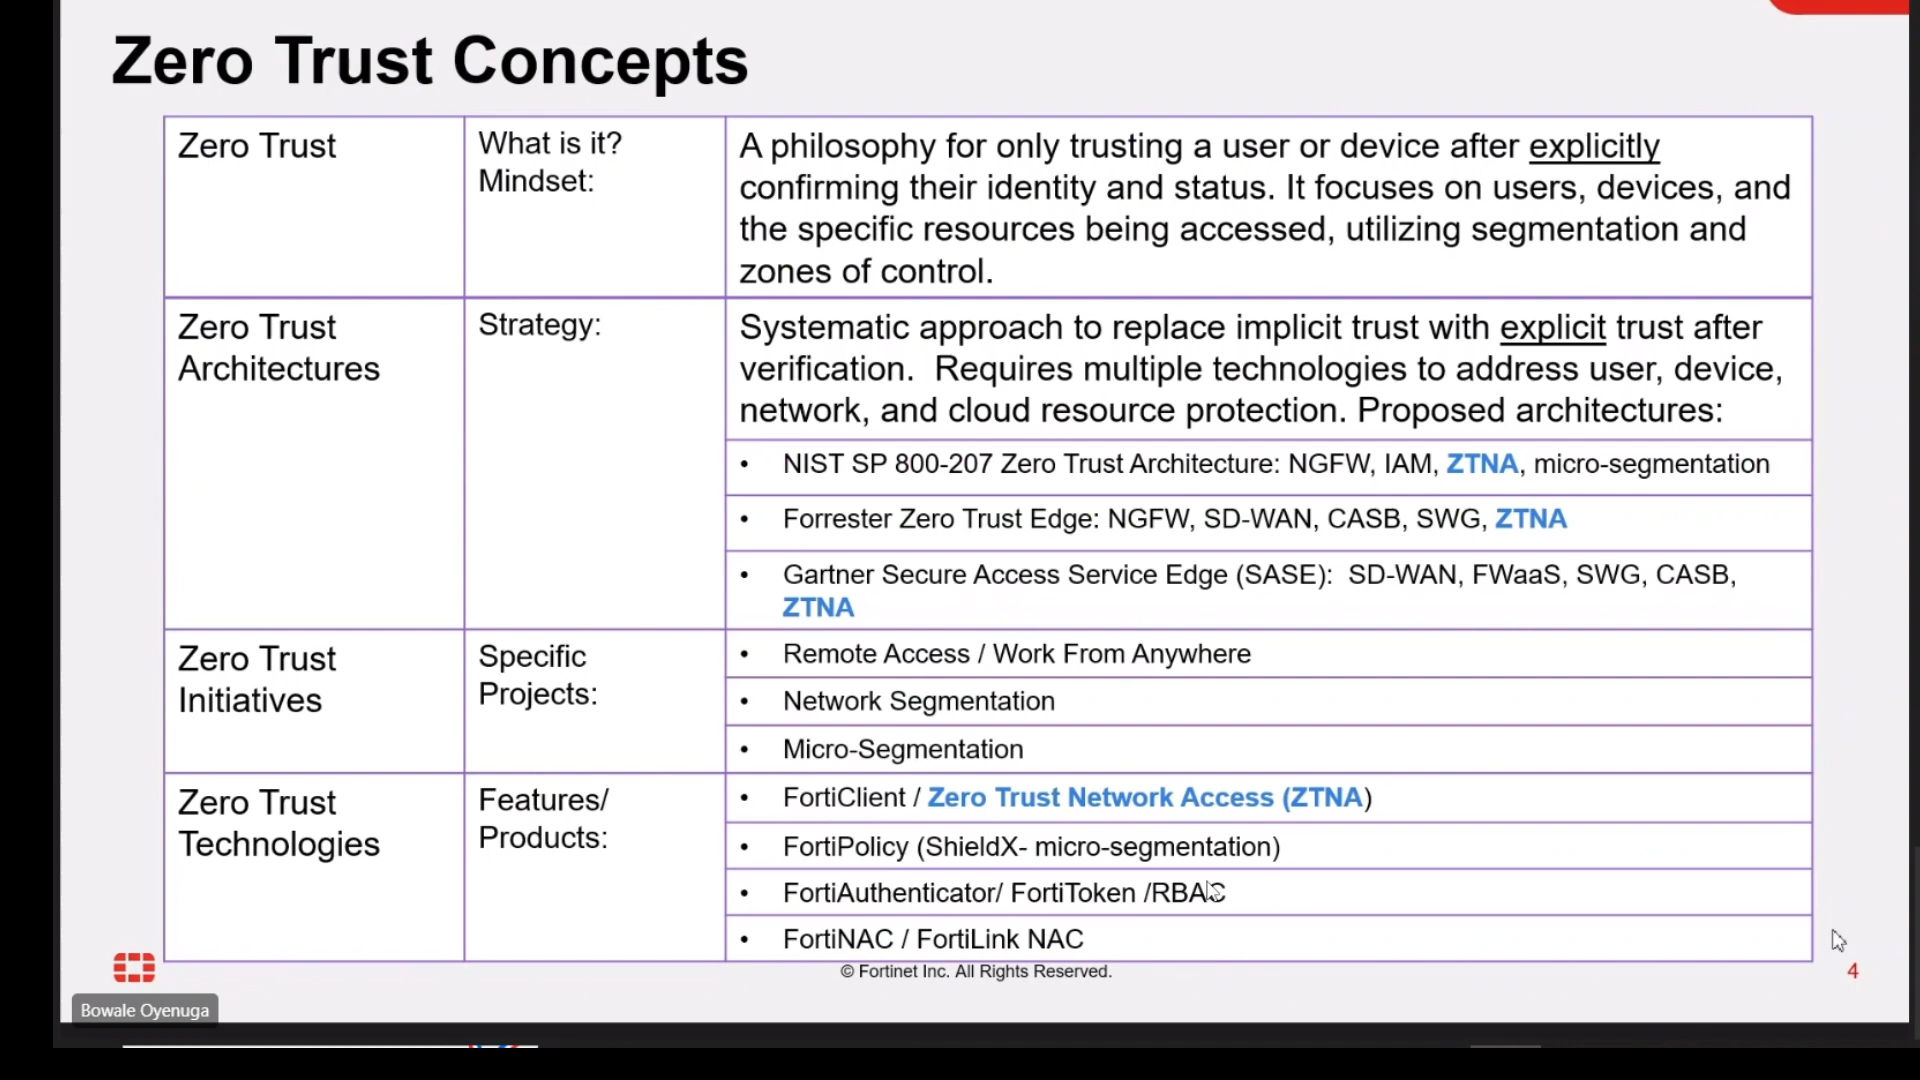 Zero Trust Concepts
Zero Trust
What is it?
Mindset:
A philosophy for only trusting a user or device after explicitly
confirming their identity and status. It focuses on users, devices, and
the specific resources being accessed, utilizing segmentation and
zones of control.
Zero Trust
Architectures
Strategy:
Systematic approach to replace implicit trust with explicit trust after
verification.  Requires multiple technologies to address user, device,
network, and cloud resource protection. Proposed architectures:
• NIST SP 800-207 Zero Trust Architecture: NGFW, IAM, ZTNA, micro-segmentation
• Forrester Zero Trust Edge: NGFW, SD-WAN, CASB, SWG, ZTNA
• Gartner Secure Access Service Edge (SASE):  SD-WAN, FWaaS, SWG, CASB,
ZTNA
Zero Trust
Initiatives
Specific
Projects:
• Remote Access / Work From Anywhere
• Network Segmentation
• Micro-Segmentation
Zero Trust
Technologies
Features/
Products:
• FortiClient / Zero Trust Network Access (ZTNA)
• FortiPolicy (ShieldX- micro-segmentation)
• FortiAuthenticator/ FortiToken /RBAC
• FortiNAC / FortiLink NAC
© Fortinet Inc. All Rights Reserved.
4
Bowale Oyenuga